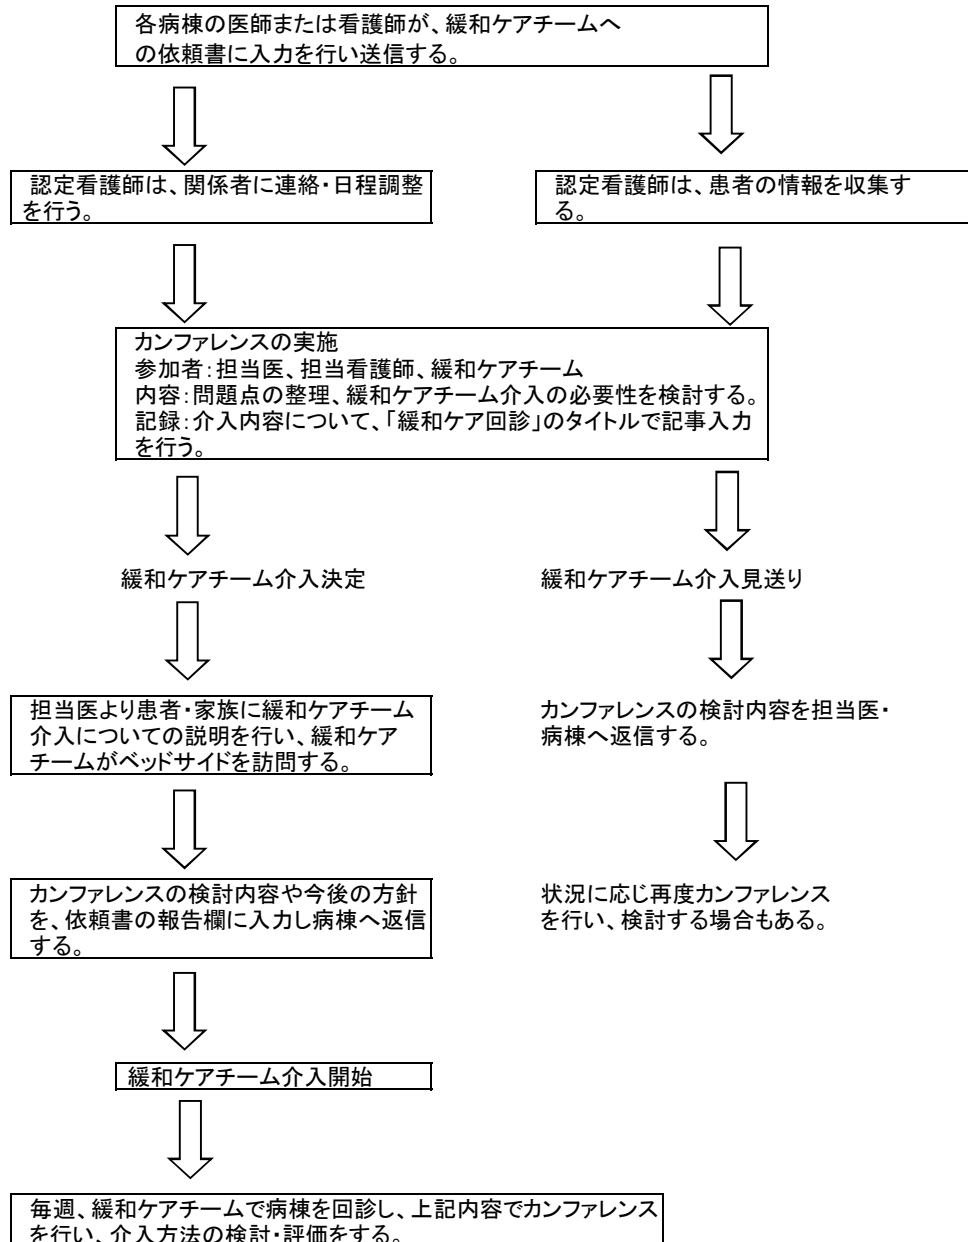 各病棟の医師または看護師が、緩和ケアチームへ
の依頼書に入力を行い送信する。
認定看護師は、関係者に連絡・日程調整
を行う。
認定看護師は、患者の情報を収集す
る。
カンファレンスの実施
参加者：担当医、担当看護師、緩和ケアチーム
内容：問題点の整理、緩和ケアチーム介入の必要性を検討する。
記録：介入内容について、「緩和ケア回診」のタイトルで記事入力
を行う。
緩和ケアチーム介入決定
緩和ケアチーム介入見送り
担当医より患者・家族に緩和ケアチーム
介入についての説明を行い、緩和ケア
チームがベッドサイドを訪問する。
カンファレンスの検討内容を担当医・
病棟へ返信する。
カンファレンスの検討内容や今後の方針
を、依頼書の報告欄に入力し病棟へ返信
する。
状況に応じ再度カンファレンス
を行い、検討する場合もある。
緩和ケアチーム介入開始
毎週、緩和ケアチームで病棟を回診し、上記内容でカンファレンス
を行い、介入方法の検討・評価をする。